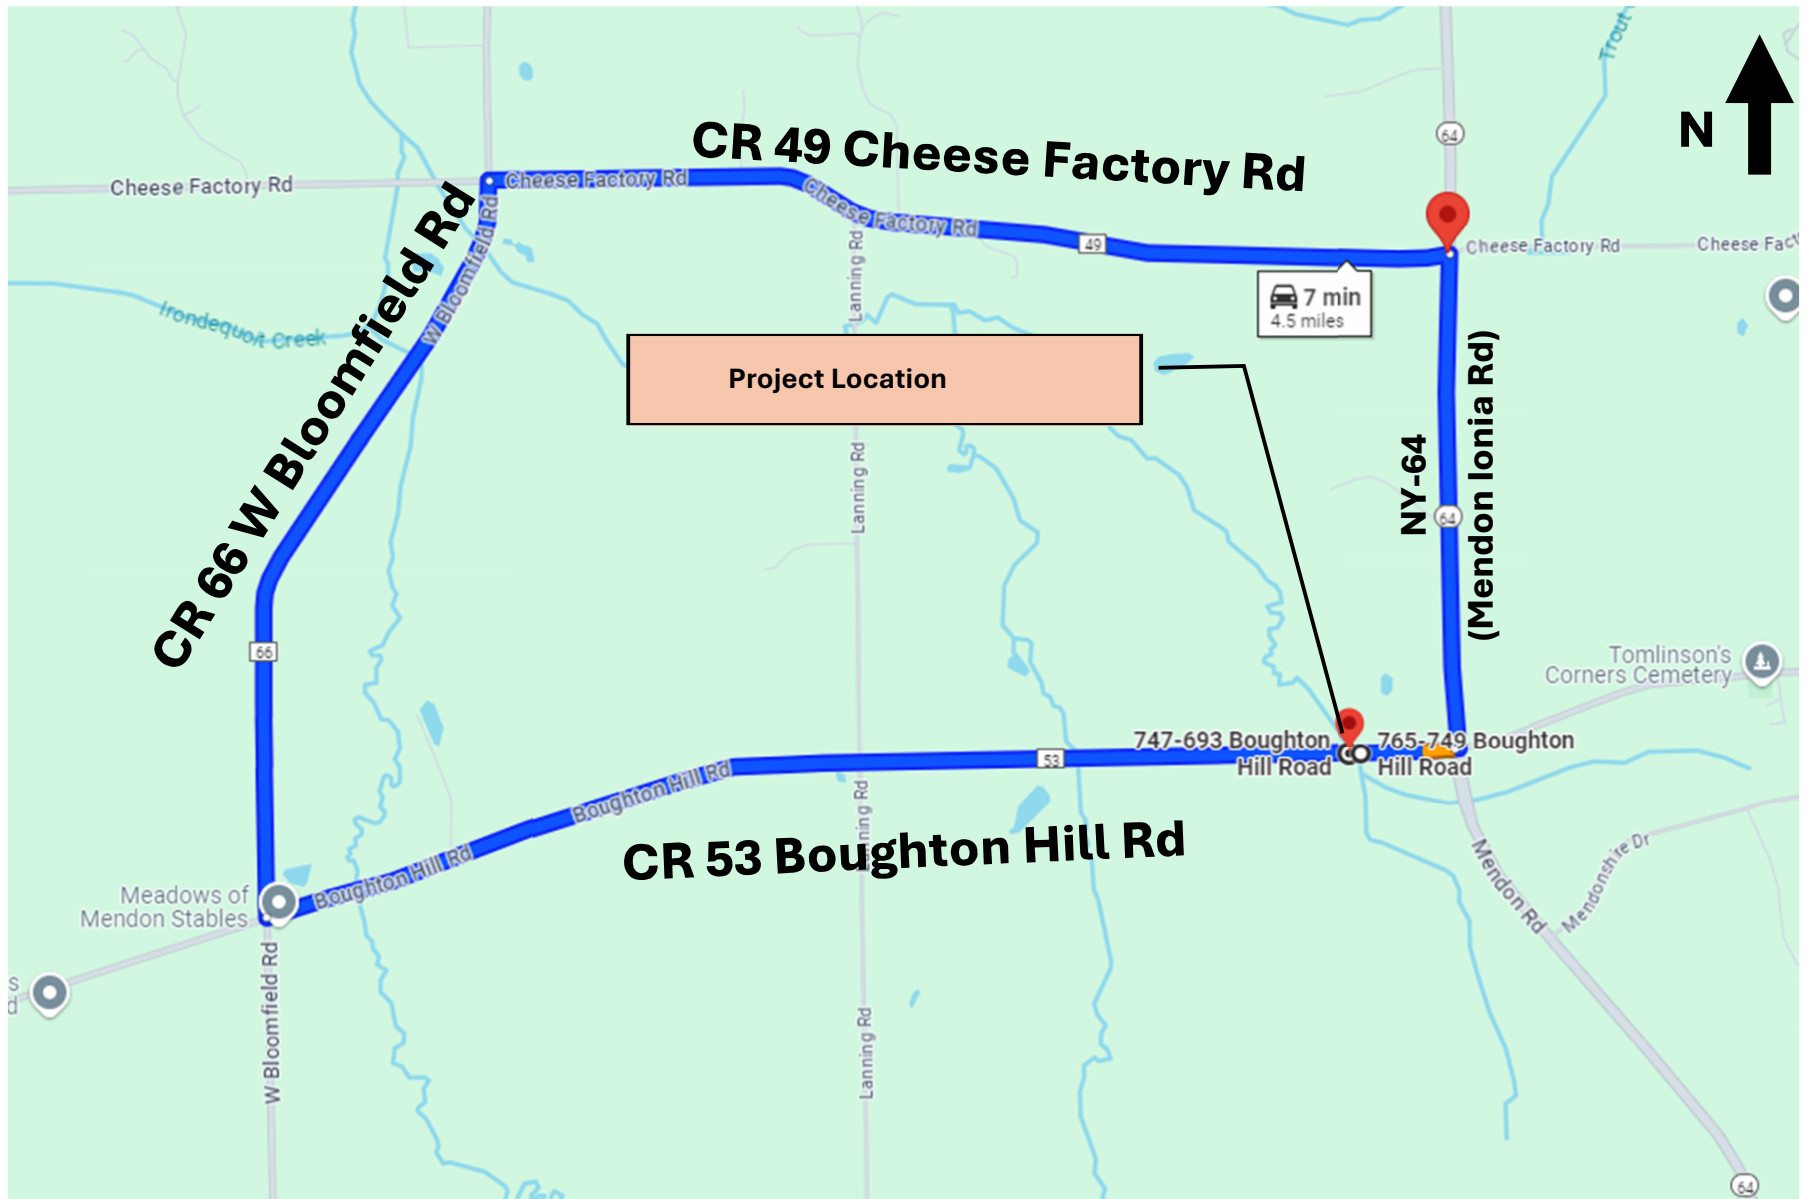 Trout
64
N
CR 49 Cheese Factory Rd
Cheese Factory Rd
Cheese Factory Rd
Cheese Factory Rd
Cheese Factory Rd
Cheese Fact
49
W Bloomfield Rd
CR 66 W Bloomfield Rd
Lanning Rd
7 min
4.5 miles
Irondequoit Creek
Project Location
NY-64
(Mendon Ionia Rd)
Lanning Rd
64
66
Tomlinson's
Corners Cemetery
747-693 Boughton
Hill Road
765-749 Boughton
Hill Road
53
Boughton Hill Rd
Boughton Hill Rd
Lanning Rd
CR 53 Boughton Hill Rd
Meadows of
Mendon Stables
Mendon Rd
Mendonshire Dr
s
d
W Bloomfield Rd
Lanning Rd
64